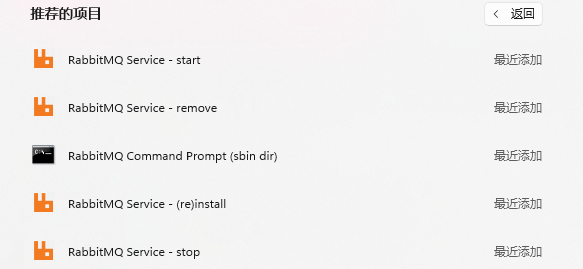 推荐的项目 返回
RabbitMQ Service - start 最近添加
RabbitMQ Service - remove 最近添加
RabbitMQ Command Prompt (sbin dir) 最近添加
RabbitMQ Service - (re)install 最近添加
RabbitMQ Service - stop 最近添加